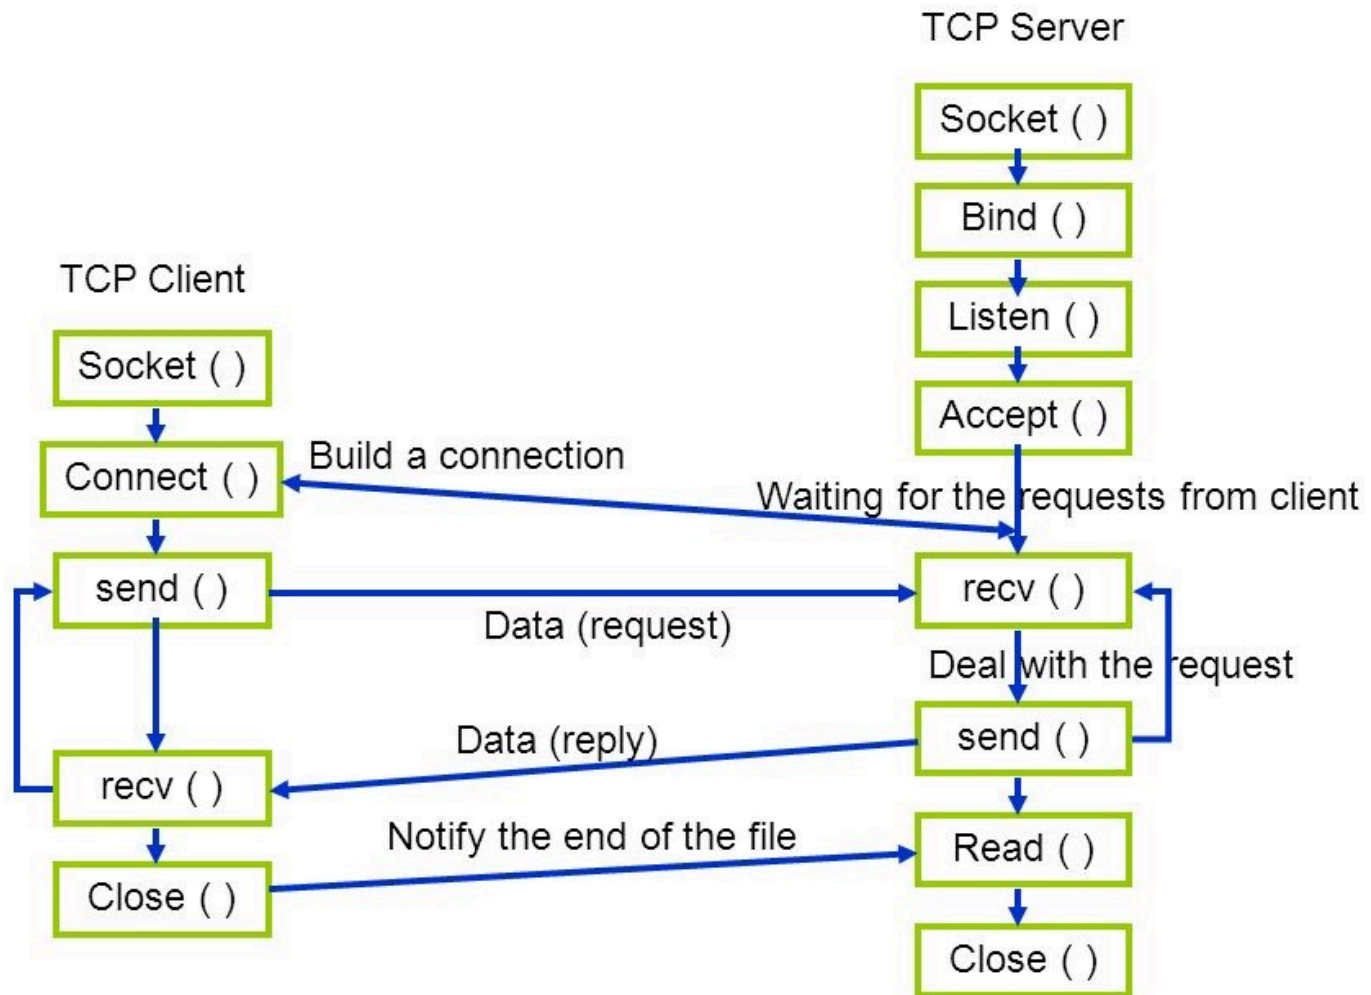 TCP Server
Socket ( )
Bind ( )
Listen ( )
Accept ( )
TCP Client
Socket ( )
Connect ( )
Build a connection
Waiting for the requests from client
send ( )
recv ( )
Data (request)
Deal with the request
Data (reply)
send ( )
recv ( )
Notify the end of the file
Read ( )
Close ( )
Close ( )